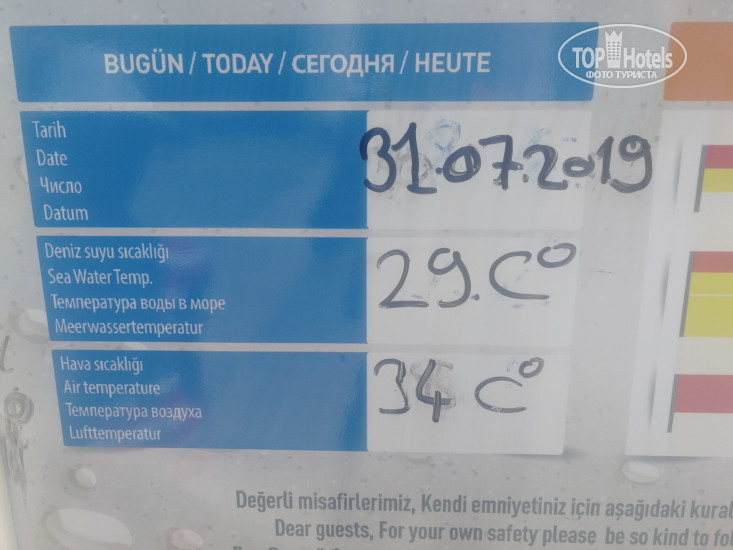 BUGÜN / TODAY / СЕГОДНЯ / HEUTE
TOP Hotels
ФОТО ТУРИСТА
Tarih
Date
Число
Datum
31.07.2019
Deniz suyu sıcaklığı
Sea Water Temp.
Температура воды в море
Meerwassertemperatur
29.C°
Hava sıcaklığı
Air temperature
Температура воздуха
Lufttemperatur
34 C°
Değerli misafirlerimiz, Kendi emniyetiniz için aşağıdaki kural
Dear guests, For your own safety please be so kind to fol